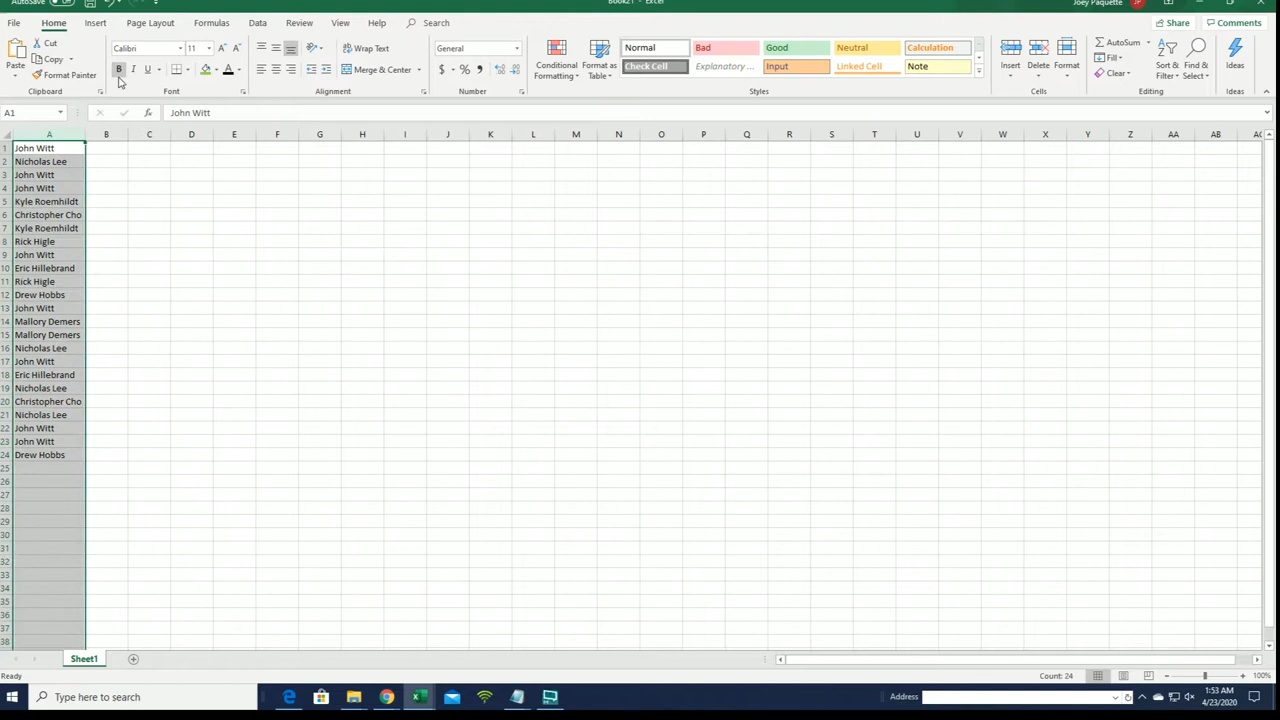 AutoSave Off Book21 - Excel Joey Paquette JP
File Home Insert Page Layout Formulas Data Review View Help Search Share Comments
Paste Cut Copy Format Painter Clipboard
Calibri 11 A A B I U A Font
ab Wrap Text Merge & Center Alignment
General $ % , Number
Conditional Formatting Format as Table
Normal Bad Good Neutral Calculation
Check Cell Explanatory ... Input Linked Cell Note
Styles
Insert Delete Format Cells
AutoSum Fill Clear Sort & Filter Find & Select Editing
Ideas Ideas
A1 fx John Witt
A B C D E F G H I J K L M N O P Q R S T U V W X Y Z AA AB AC
1 John Witt
2 Nicholas Lee
3 John Witt
4 John Witt
5 Kyle Roemhildt
6 Christopher Cho
7 Kyle Roemhildt
8 Rick Higle
9 John Witt
10 Eric Hillebrand
11 Rick Higle
12 Drew Hobbs
13 John Witt
14 Mallory Demers
15 Mallory Demers
16 Nicholas Lee
17 John Witt
18 Eric Hillebrand
19 Nicholas Lee
20 Christopher Cho
21 Nicholas Lee
22 John Witt
23 John Witt
24 Drew Hobbs
25
26
27
28
29
30
31
32
33
34
35
36
37
38
Sheet1
Ready Count: 24 100%
Type here to search Address 1:53 AM
4/23/2020